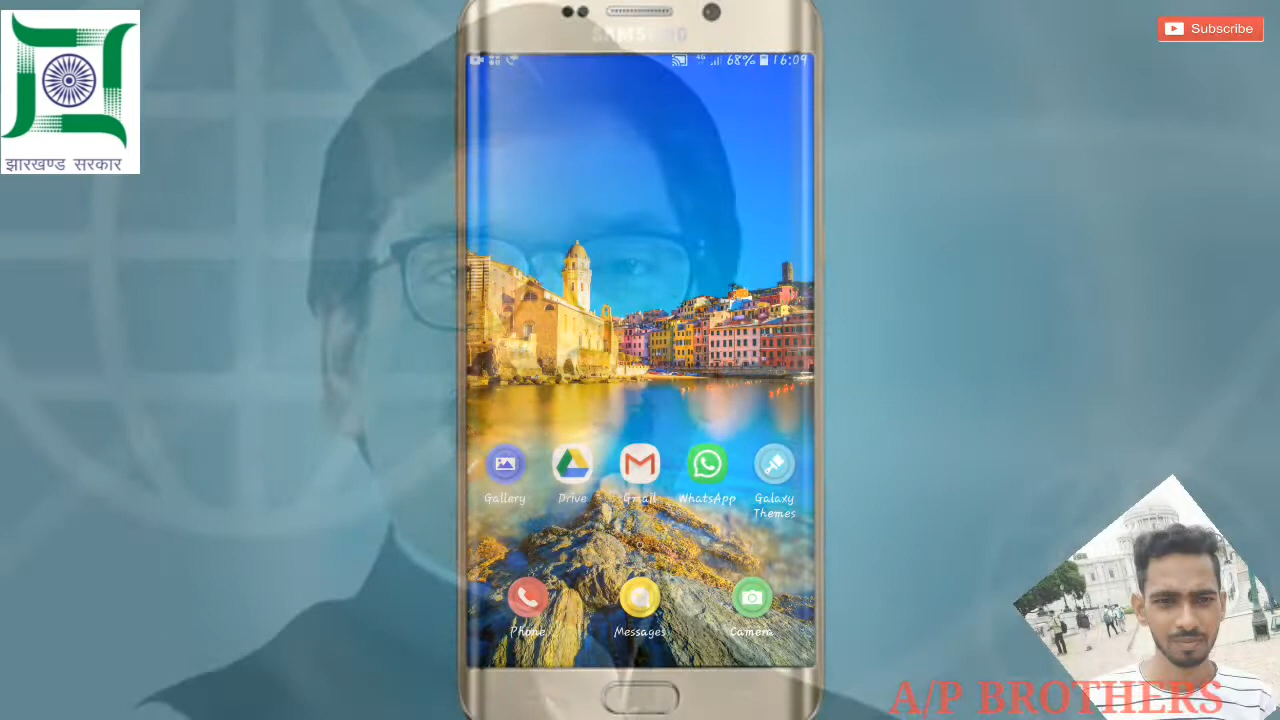 Subscribe
SAMSUNG
68% 16:09
झारखण्ड सरकार
Gallery Drive Gmail WhatsApp Galaxy
Themes
Phone Messages Camera
A/P BROTHERS